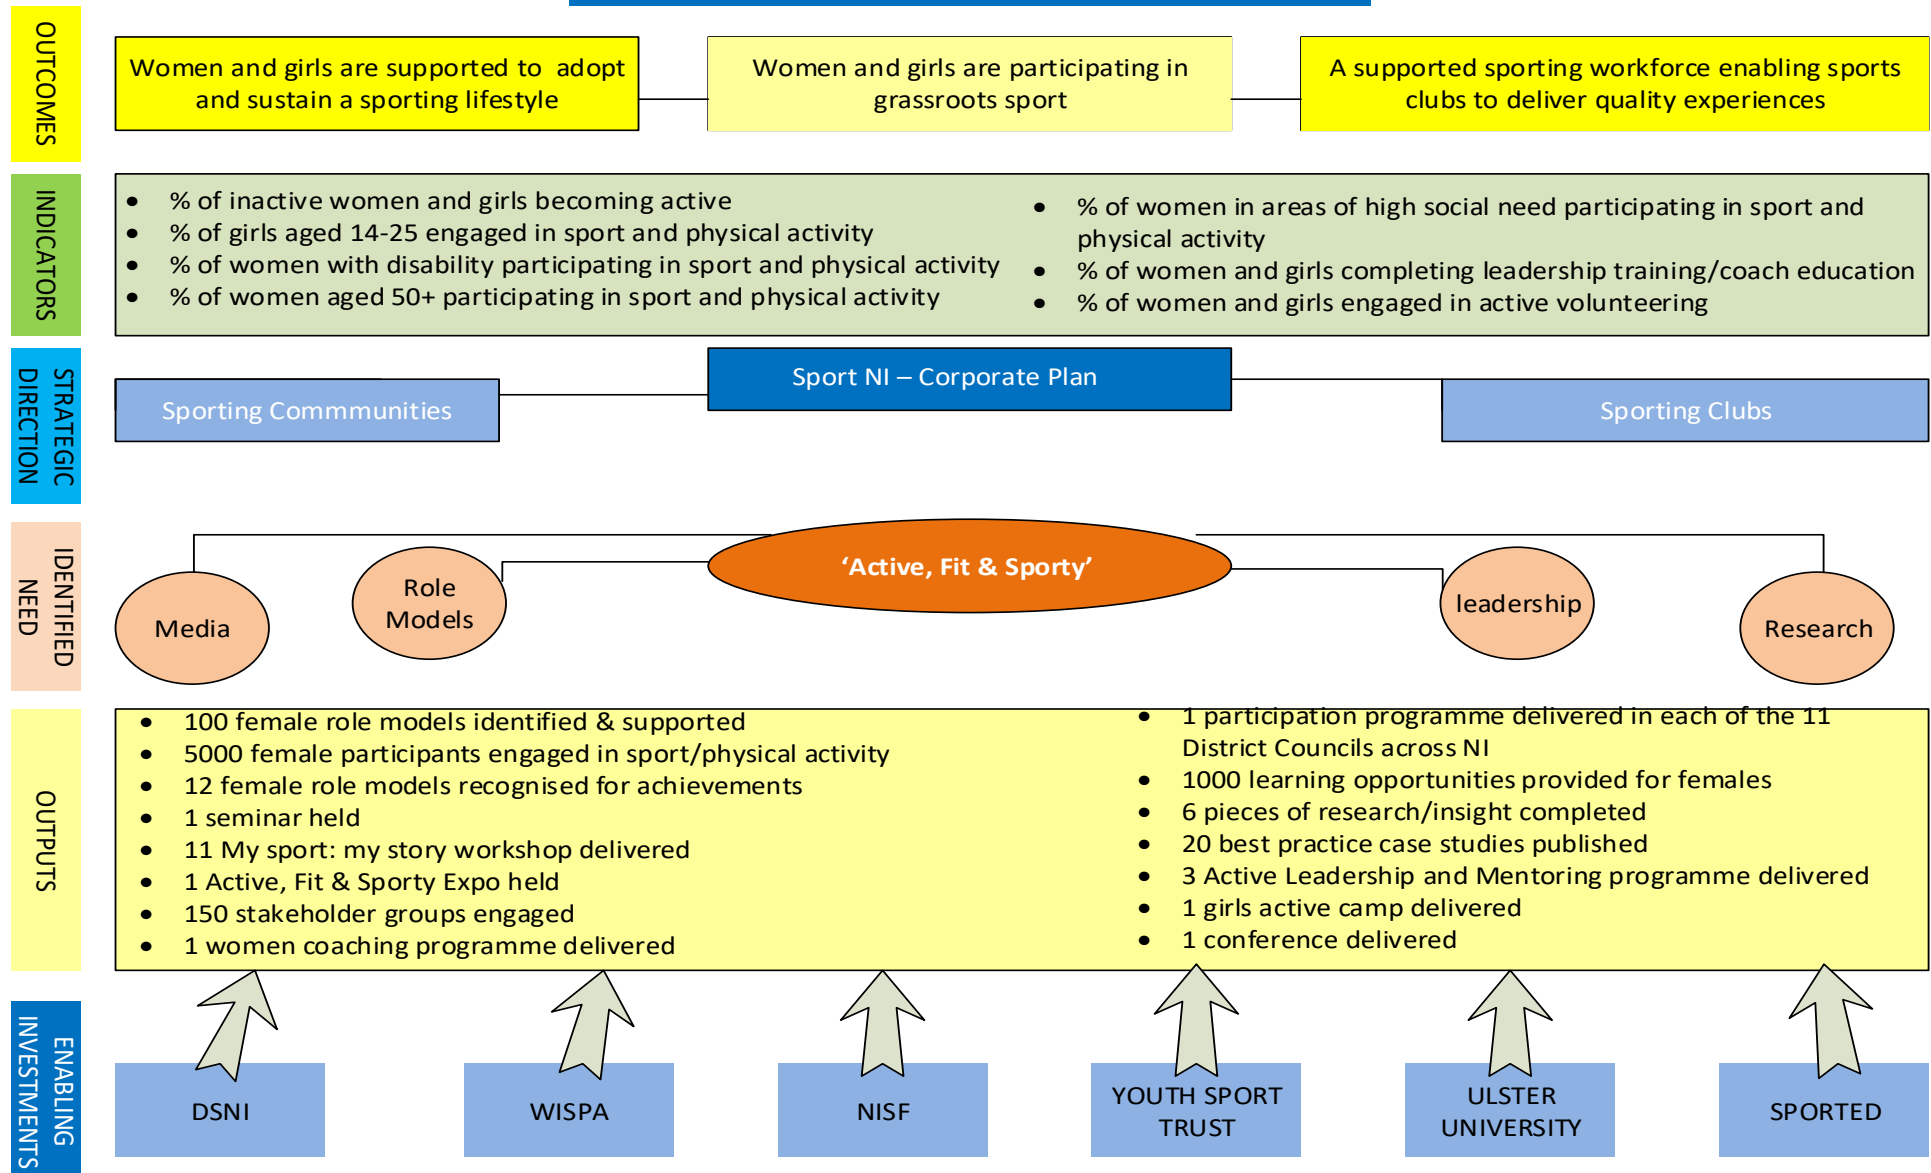 OUTCOMES
Women and girls are supported to adopt
and sustain a sporting lifestyle
Women and girls are participating in
grassroots sport
A supported sporting workforce enabling sports
clubs to deliver quality experiences
INDICATORS
• % of inactive women and girls becoming active
• % of girls aged 14-25 engaged in sport and physical activity
• % of women with disability participating in sport and physical activity
• % of women aged 50+ participating in sport and physical activity
• % of women in areas of high social need participating in sport and
physical activity
• % of women and girls completing leadership training/coach education
• % of women and girls engaged in active volunteering
STRATEGIC
DIRECTION
Sporting Commmunities
Sport NI – Corporate Plan
Sporting Clubs
IDENTIFIED
NEED
Media
Role
Models
‘Active, Fit & Sporty’
leadership
Research
OUTPUTS
• 100 female role models identified & supported
• 5000 female participants engaged in sport/physical activity
• 12 female role models recognised for achievements
• 1 seminar held
• 11 My sport: my story workshop delivered
• 1 Active, Fit & Sporty Expo held
• 150 stakeholder groups engaged
• 1 women coaching programme delivered
• 1 participation programme delivered in each of the 11
District Councils across NI
• 1000 learning opportunities provided for females
• 6 pieces of research/insight completed
• 20 best practice case studies published
• 3 Active Leadership and Mentoring programme delivered
• 1 girls active camp delivered
• 1 conference delivered
ENABLING
INVESTMENTS
DSNI
WISPA
NISF
YOUTH SPORT
TRUST
ULSTER
UNIVERSITY
SPORTED